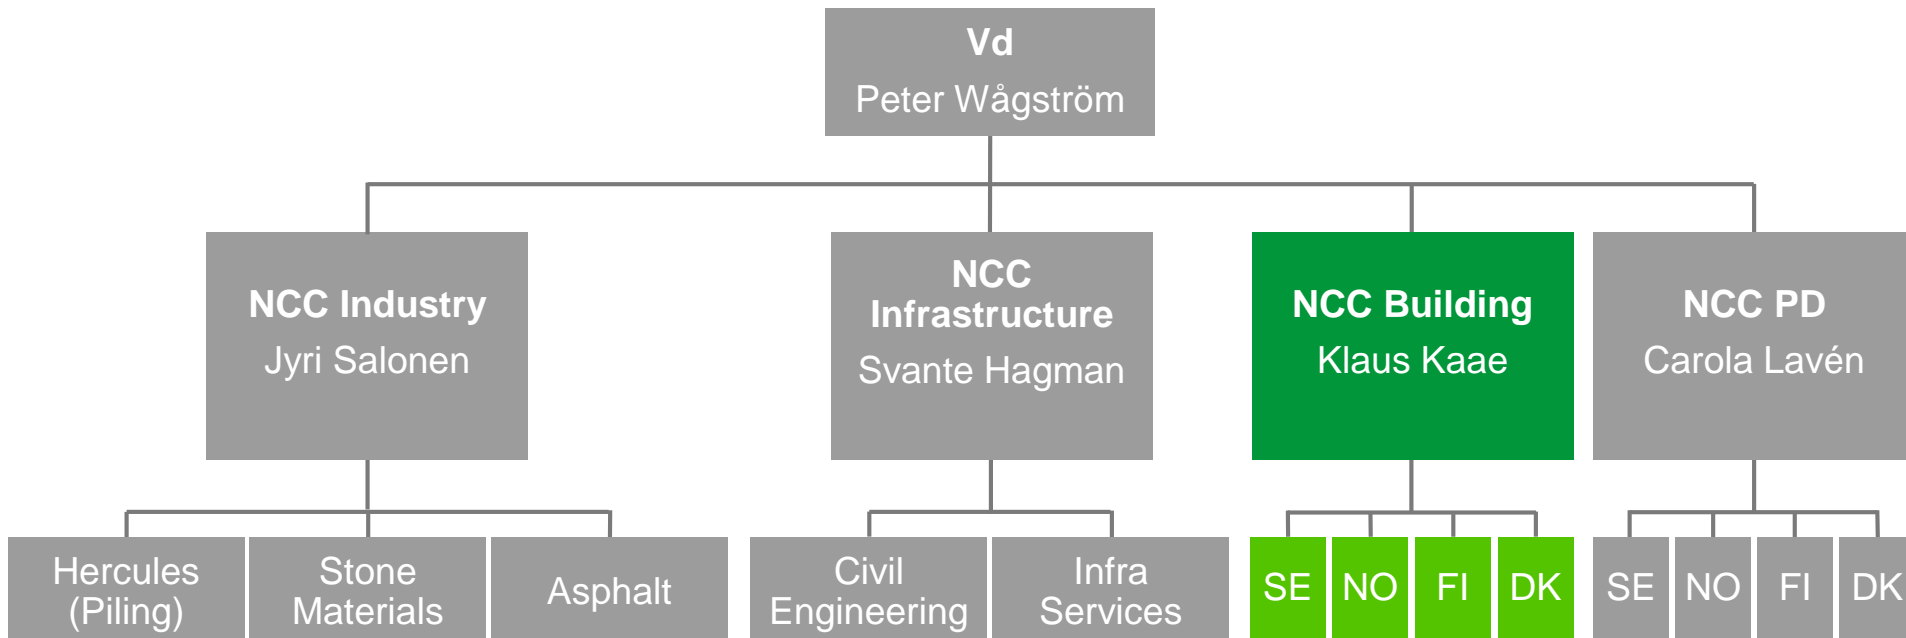 Vd
Peter Wågström
NCC Industry
Jyri Salonen
NCC
Infrastructure
Svante Hagman
NCC Building
Klaus Kaae
NCC PD
Carola Lavén
Hercules
(Piling)
Stone
Materials
Asphalt
Civil
Engineering
Infra
Services
SE
NO
FI
DK
SE
NO
FI
DK